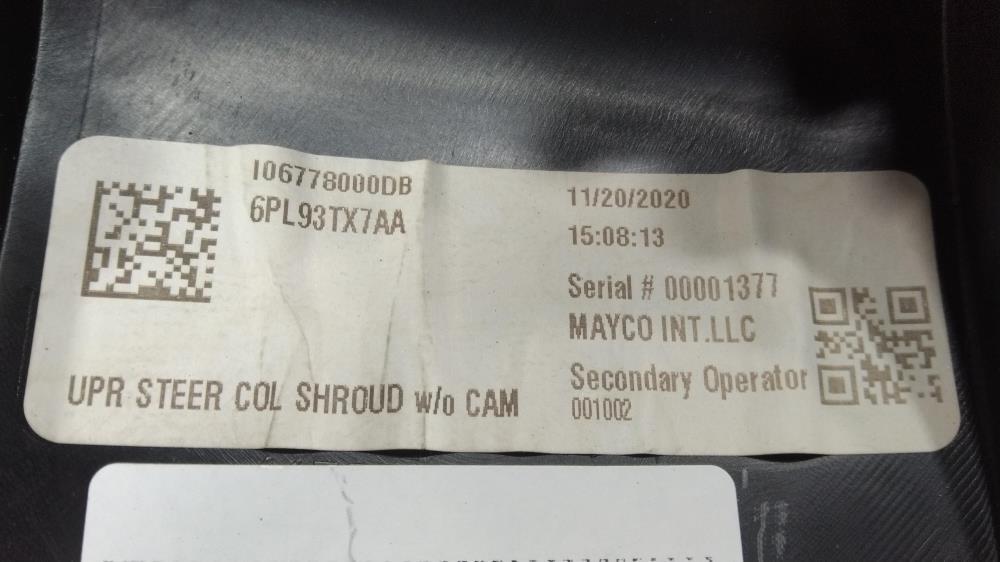 I06778000DB
6PL93TX7AA
11/20/2020
15:08:13
Serial # 00001377
MAYCO INT.LLC
UPR STEER COL SHROUD w/o CAM
Secondary Operator
001002